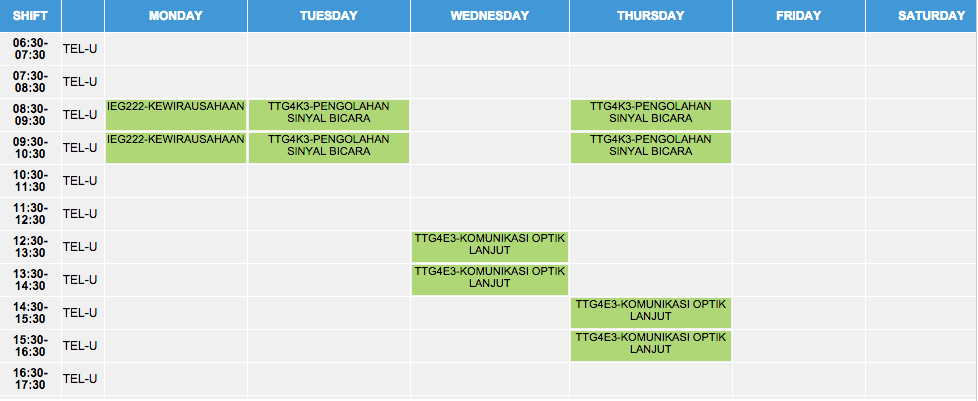 SHIFT MONDAY TUESDAY WEDNESDAY THURSDAY FRIDAY SATURDAY
06:30-
07:30 TEL-U
07:30-
08:30 TEL-U
08:30-
09:30 TEL-U IEG222-KEWIRAUSAHAAN TTG4K3-PENGOLAHAN
SINYAL BICARA TTG4K3-PENGOLAHAN
SINYAL BICARA
09:30-
10:30 TEL-U IEG222-KEWIRAUSAHAAN TTG4K3-PENGOLAHAN
SINYAL BICARA TTG4K3-PENGOLAHAN
SINYAL BICARA
10:30-
11:30 TEL-U
11:30-
12:30 TEL-U
12:30-
13:30 TEL-U TTG4E3-KOMUNIKASI OPTIK
LANJUT
13:30-
14:30 TEL-U TTG4E3-KOMUNIKASI OPTIK
LANJUT
14:30-
15:30 TEL-U TTG4E3-KOMUNIKASI OPTIK
LANJUT
15:30-
16:30 TEL-U TTG4E3-KOMUNIKASI OPTIK
LANJUT
16:30-
17:30 TEL-U